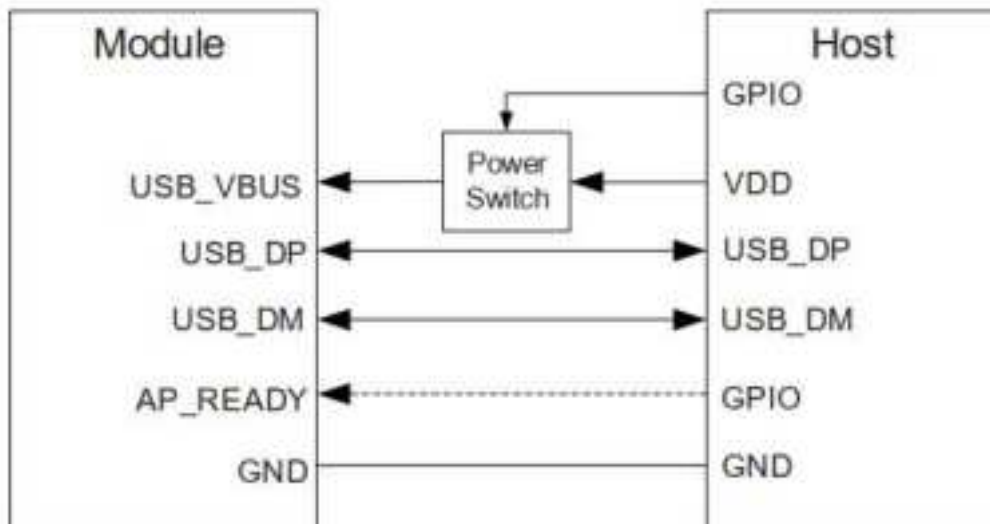 Module
Host
GPIO
Power
Switch
USB_VBUS
VDD
USB_DP
USB_DP
USB_DM
USB_DM
AP_READY
GPIO
GND
GND